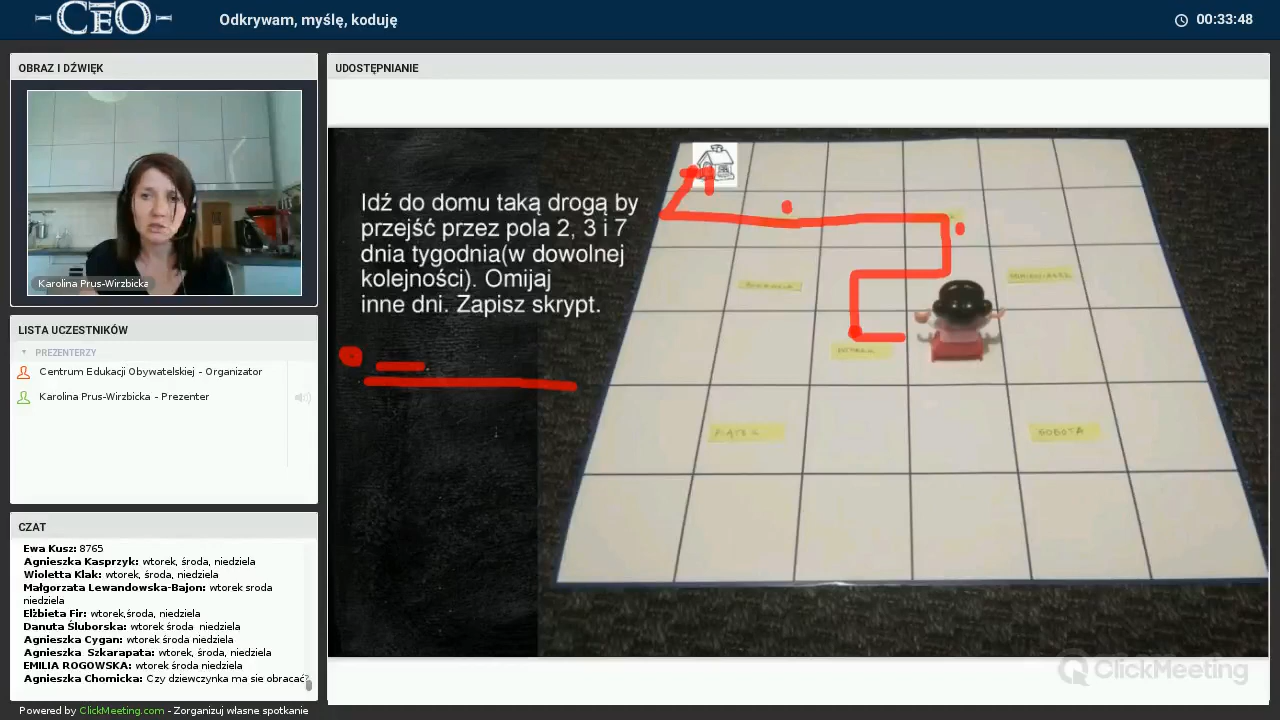 CEO
Odkrywam, myślę, koduję
00:33:48
OBRAZ I DŹWIĘK
Karolina Prus-Wirzbicka
LISTA UCZESTNIKÓW
PREZENTERZY
Centrum Edukacji Obywatelskiej - Organizator
Karolina Prus-Wirzbicka - Prezenter
CZAT
Ewa Kusz: 8765
Agnieszka Kasprzyk: wtorek, środa, niedziela
Wioletta Klak: wtorek, środa, niedziela
Małgorzata Lewandowska-Bajon: wtorek sroda
niedziela
Elżbieta Fir: wtorek,środa, niedziela
Danuta Śluborska: wtorek środa  niedziela
Agnieszka Cygan: wtorek środa niedziela
Agnieszka  Szkarapata: wtorek, środa, niedziela
EMILIA ROGOWSKA: wtorek środa niedziela
Agnieszka Chomicka: Czy dziewczynka ma sie obracać?
Powered by ClickMeeting.com - Zorganizuj własne spotkanie
UDOSTĘPNIANIE
Idź do domu taką drogą by
przejść przez pola 2, 3 i 7
dnia tygodnia(w dowolnej
kolejności). Omijaj
inne dni. Zapisz skrypt.
PIĄTEK
SOBOTA
ClickMeeting